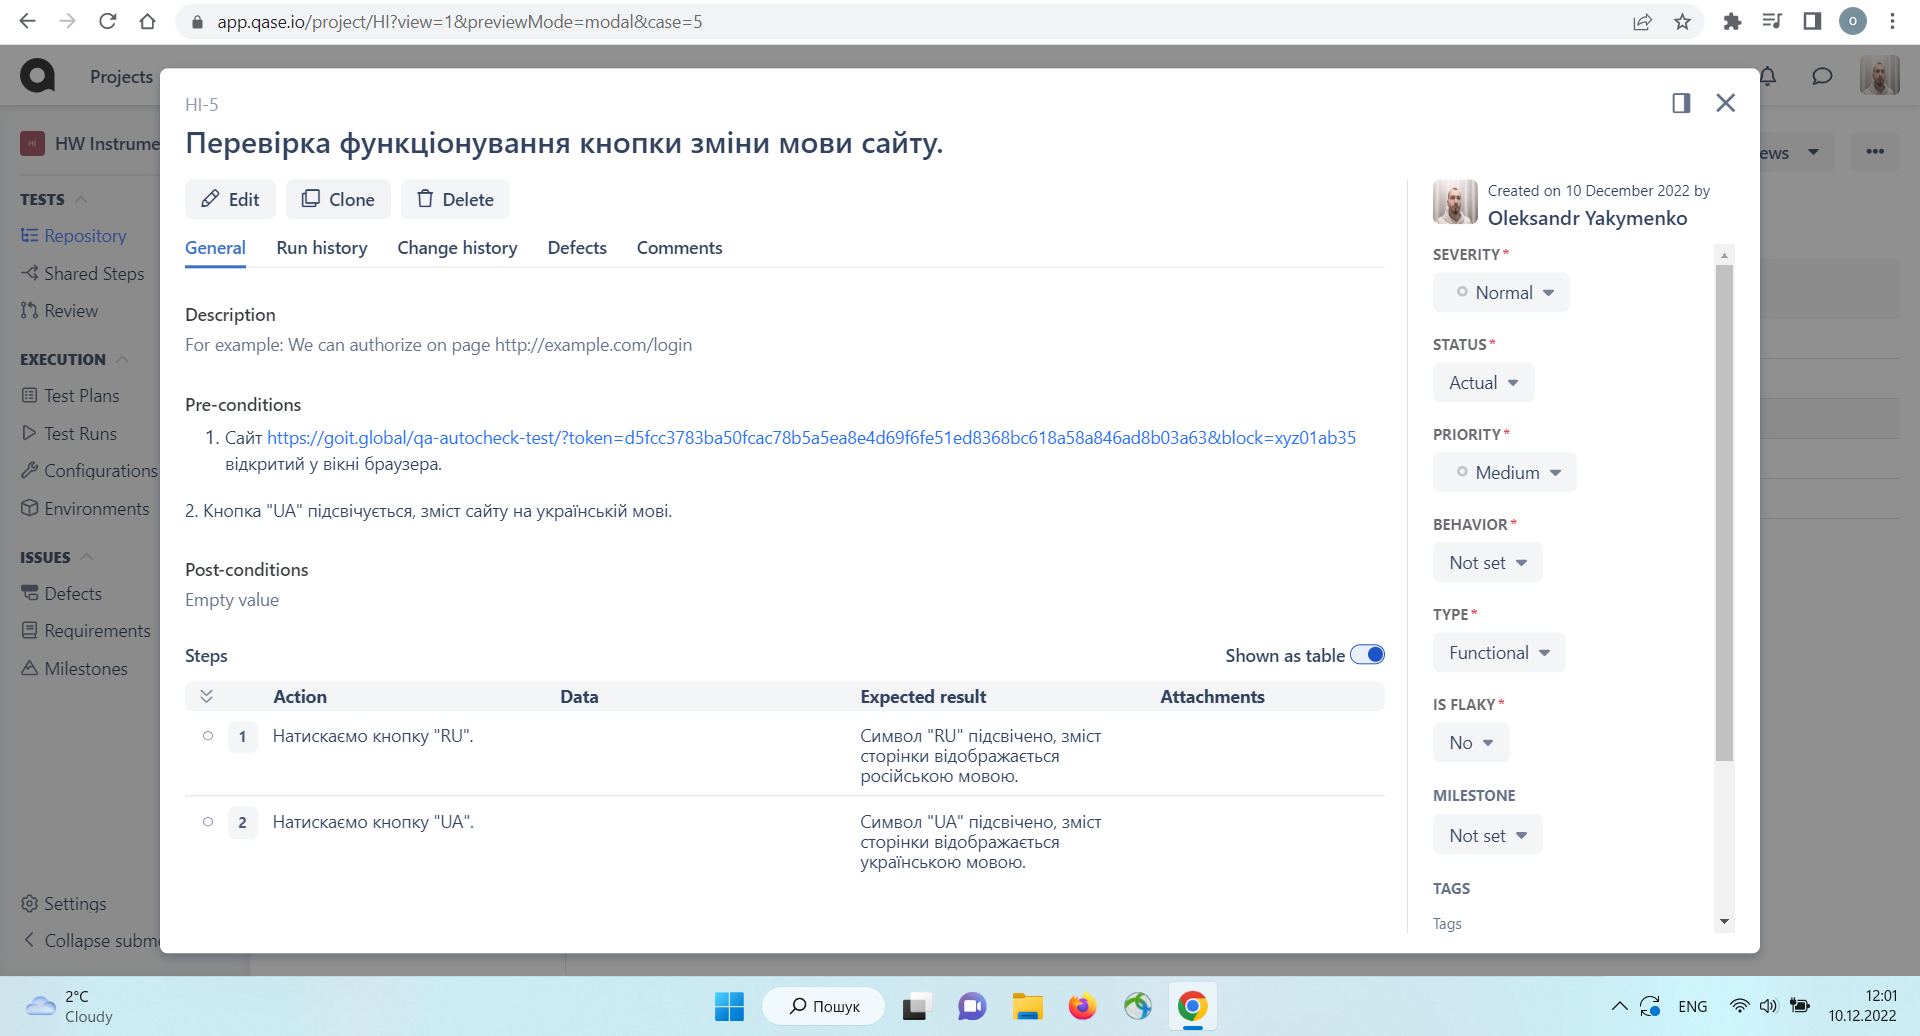 app.qase.io/project/HI?view=1&previewMode=modal&case=5
Projects
HW Instrume
TESTS
Repository
Shared Steps
Review
EXECUTION
Test Plans
Test Runs
Configurations
Environments
ISSUES
Defects
Requirements
Milestones
Settings
Collapse subm
HI-5
Перевірка функціонування кнопки зміни мови сайту.
Edit Clone Delete
General Run history Change history Defects Comments
Description
For example: We can authorize on page http://example.com/login
Pre-conditions
1. Сайт https://goit.global/qa-autocheck-test/?token=d5fcc3783ba50fcac78b5a5ea8e4d69f6fe51ed8368bc618a58a846ad8b03a63&block=xyz01ab35
відкритий у вікні браузера.
2. Кнопка "UA" підсвічується, зміст сайту на українській мові.
Post-conditions
Empty value
Steps Shown as table
Action Data Expected result Attachments
1 Натискаємо кнопку "RU". Символ "RU" підсвічено, зміст
сторінки відображається
російською мовою.
2 Натискаємо кнопку "UA". Символ "UA" підсвічено, зміст
сторінки відображається
українською мовою.
Created on 10 December 2022 by
Oleksandr Yakymenko
SEVERITY*
Normal
STATUS*
Actual
PRIORITY*
Medium
BEHAVIOR*
Not set
TYPE*
Functional
IS FLAKY*
No
MILESTONE
Not set
TAGS
Tags
ews
2°C
Cloudy
Пошук
ENG
12:01
10.12.2022